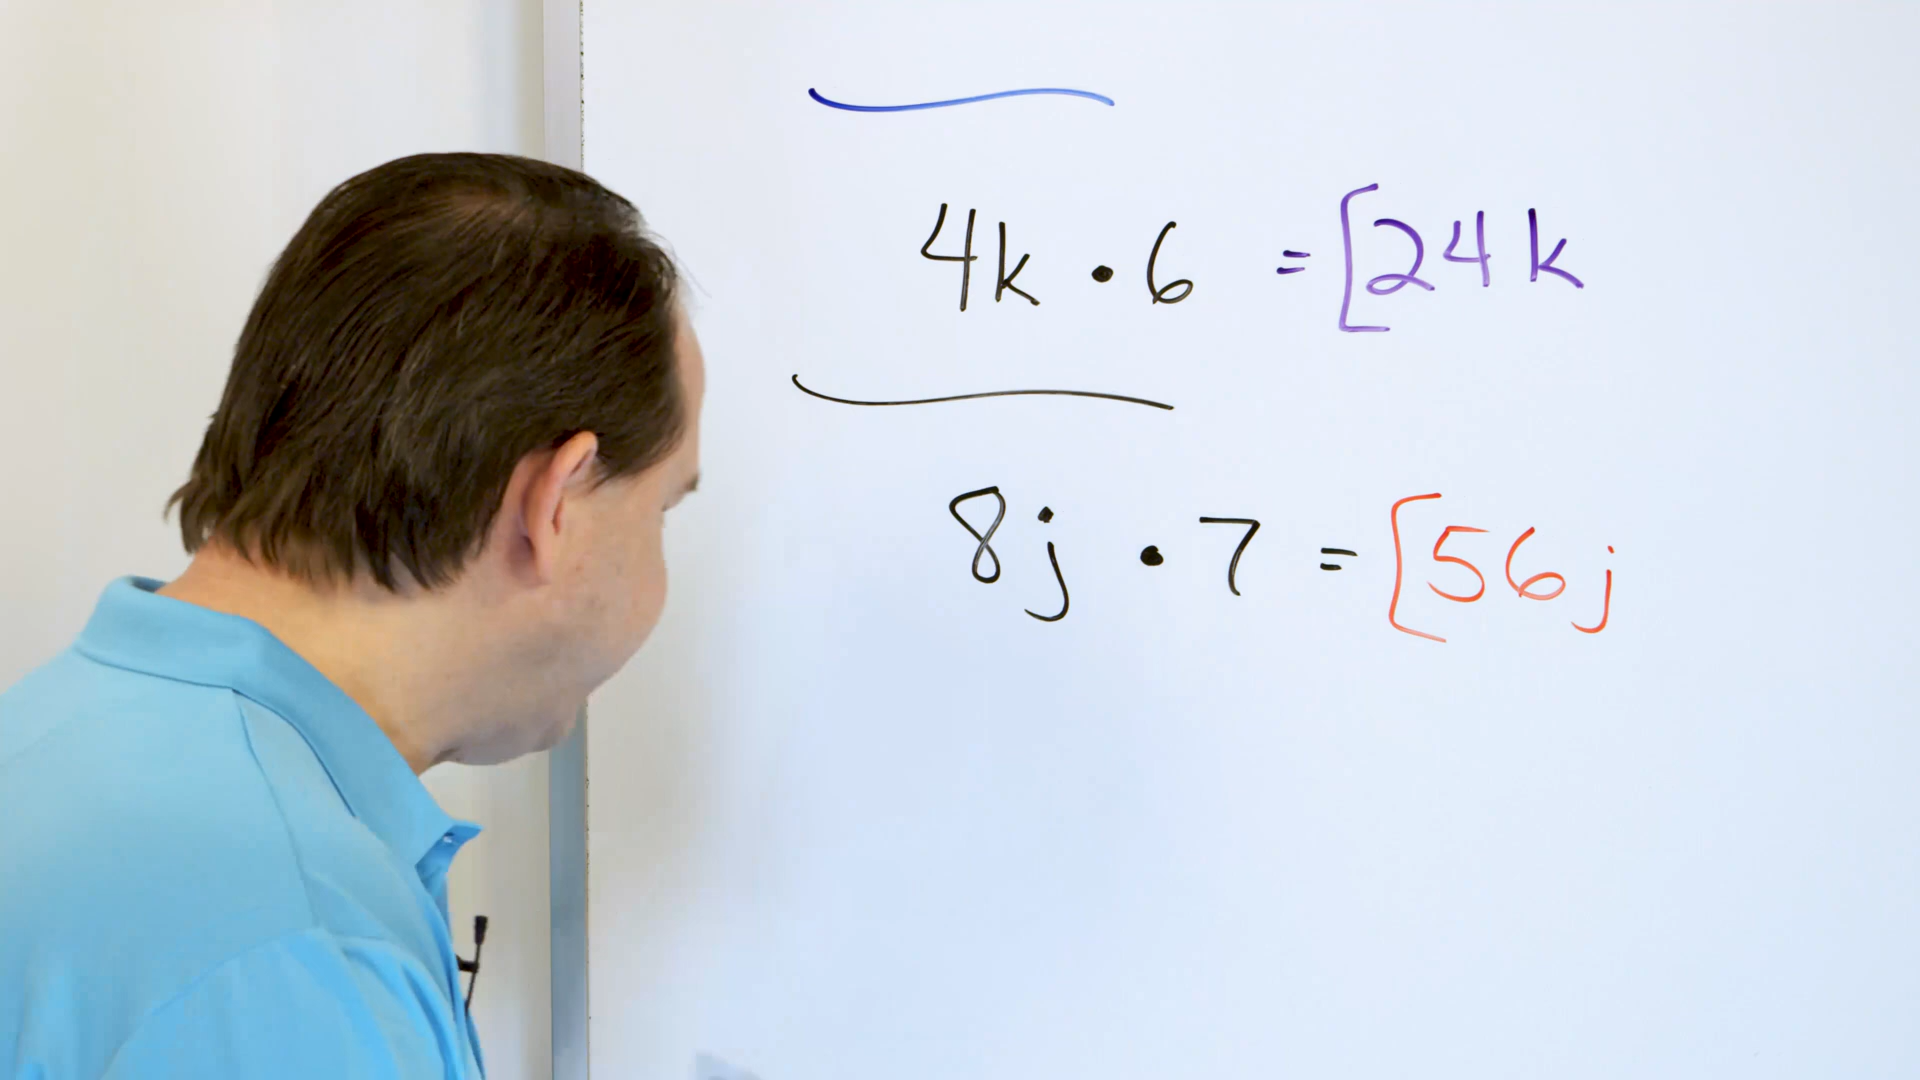 4k • 6 = [24k
8j • 7 = [56j